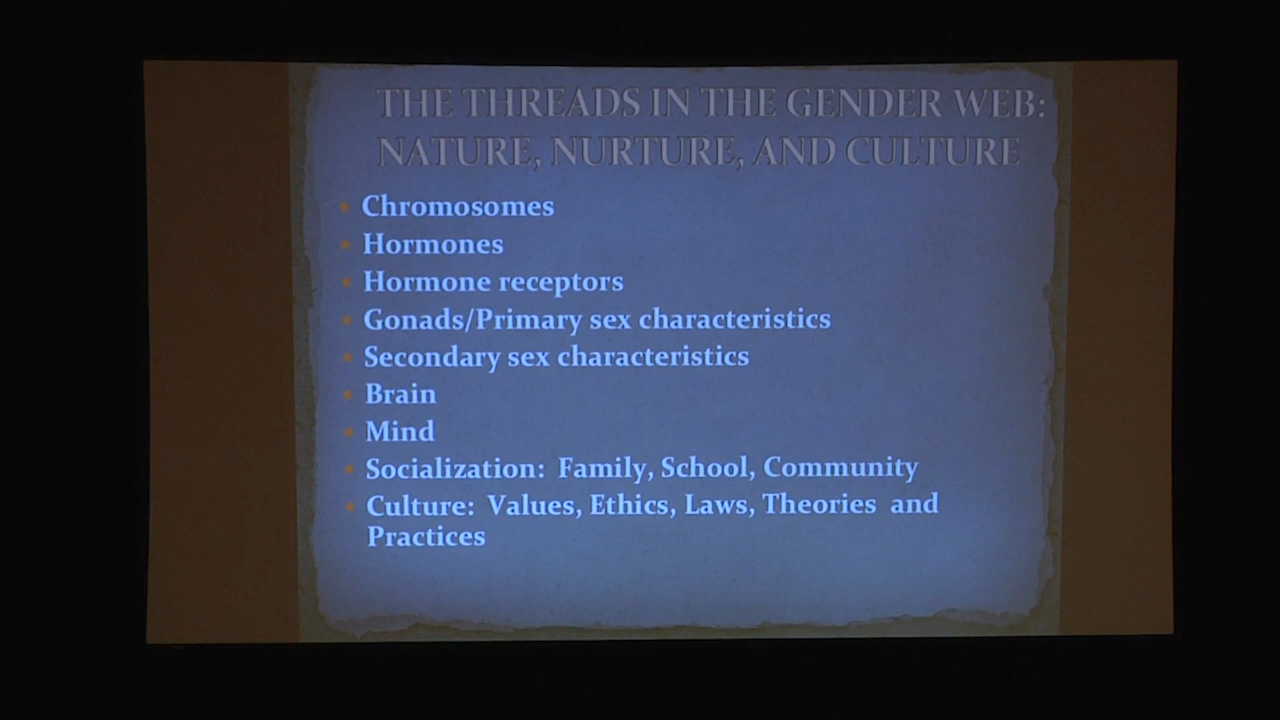 THE THREADS IN THE GENDER WEB:
NATURE, NURTURE, AND CULTURE
• Chromosomes
• Hormones
• Hormone receptors
• Gonads/Primary sex characteristics
• Secondary sex characteristics
• Brain
• Mind
• Socialization: Family, School, Community
• Culture: Values, Ethics, Laws, Theories and
Practices